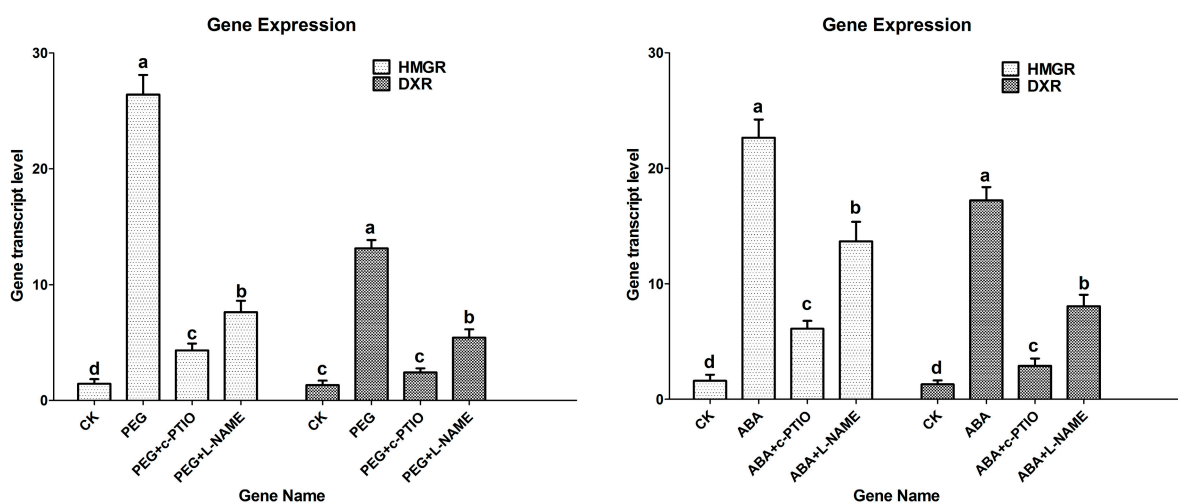 Gene Expression
HMGR
DXR
Gene transcript level
30
20
10
0
a
a
b
b
c
c
c
d
CK
PEG
PEG+c-PTIO
PEG+L-NAME
CK
PEG
PEG+c-PTIO
PEG+L-NAME
Gene Name
Gene Expression
HMGR
DXR
Gene transcript level
30
20
10
0
a
a
b
b
c
c
d
d
CK
ABA
ABA+c-PTIO
ABA+L-NAME
CK
ABA
ABA+c-PTIO
ABA+L-NAME
Gene Name